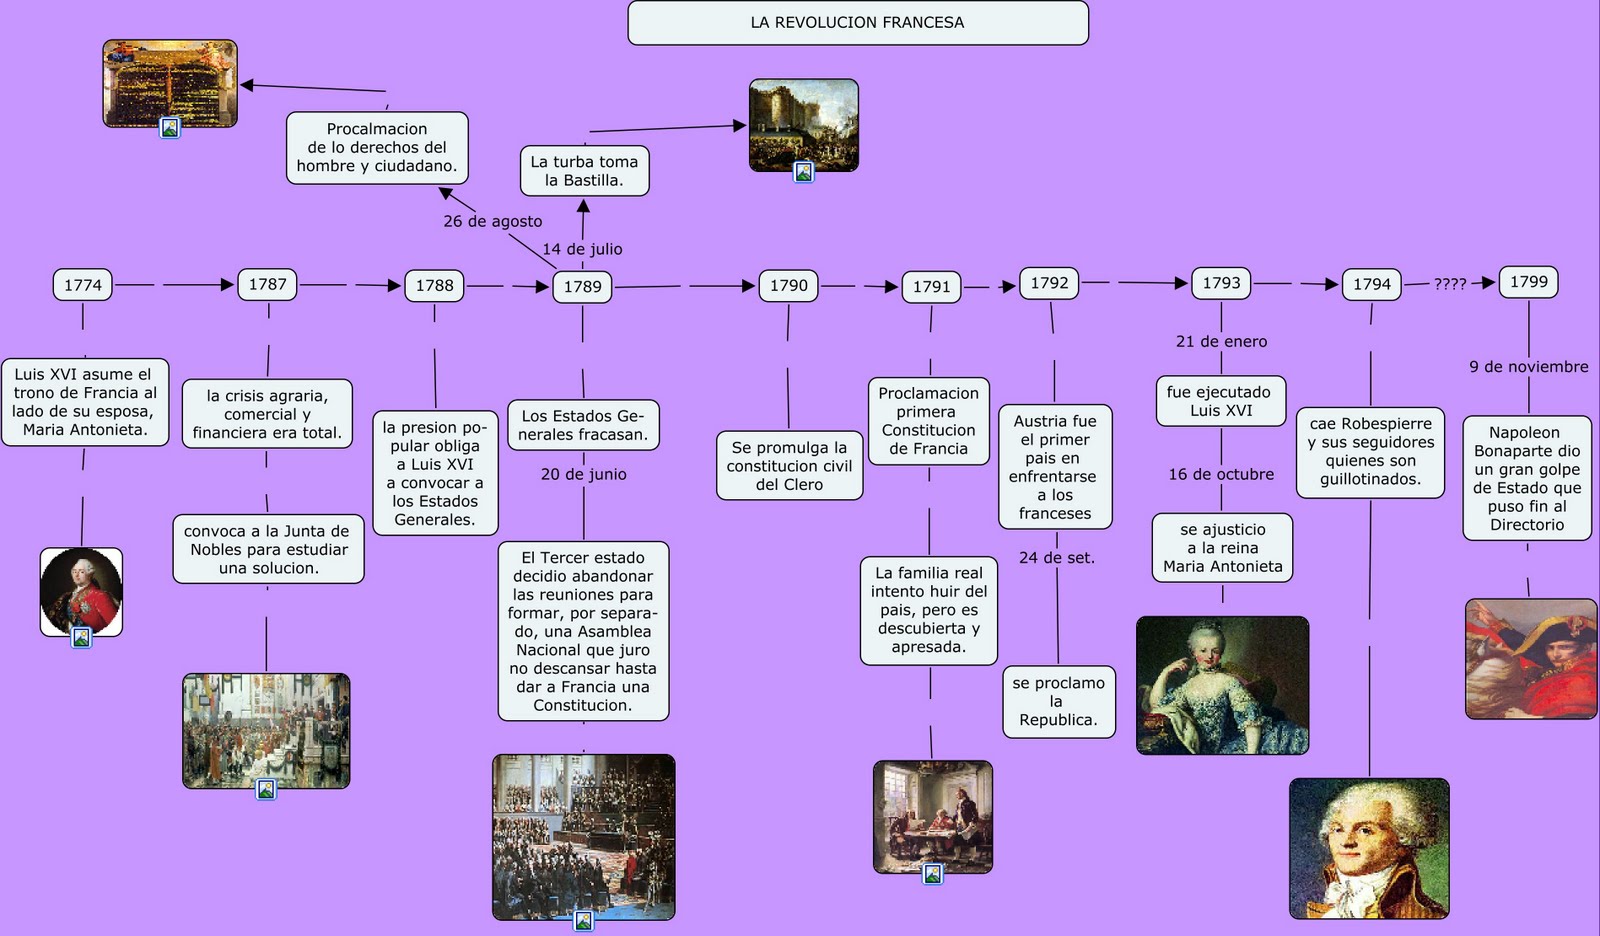 LA REVOLUCION FRANCESA
Procalmacion
de lo derechos del
hombre y ciudadano.
La turba toma
la Bastilla.
26 de agosto
14 de julio
1774
1787
1788
1789
1790
1791
1792
1793
1794
????
1799
Luis XVI asume el
trono de Francia al
lado de su esposa,
Maria Antonieta.
la crisis agraria,
comercial y
financiera era total.
convoca a la Junta de
Nobles para estudiar
una solucion.
la presion po-
pular obliga
a Luis XVI
a convocar a
los Estados
Generales.
Los Estados Ge-
nerales fracasan.
20 de junio
El Tercer estado
decidio abandonar
las reuniones para
formar, por separa-
do, una Asamblea
Nacional que juro
no descansar hasta
dar a Francia una
Constitucion.
Se promulga la
constitucion civil
del Clero
Proclamacion
primera
Constitucion
de Francia
La familia real
intento huir del
pais, pero es
descubierta y
apresada.
Austria fue
el primer
pais en
enfrentarse
a los
franceses
24 de set.
se proclamo
la
Republica.
21 de enero
fue ejecutado
Luis XVI
16 de octubre
se ajusticio
a la reina
Maria Antonieta
cae Robespierre
y sus seguidores
quienes son
guillotinados.
9 de noviembre
Napoleon
Bonaparte dio
un gran golpe
de Estado que
puso fin al
Directorio